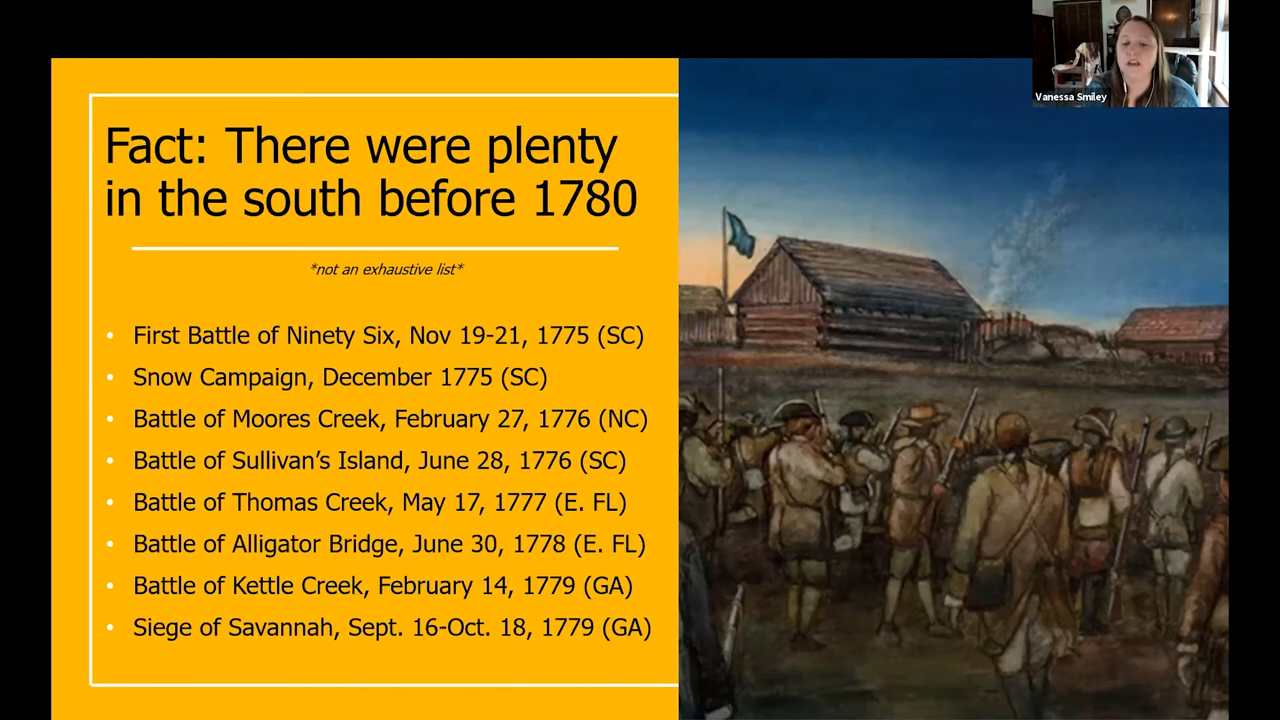 Vanessa Smiley
Fact: There were plenty
in the south before 1780
*not an exhaustive list*
• First Battle of Ninety Six, Nov 19-21, 1775 (SC)
• Snow Campaign, December 1775 (SC)
• Battle of Moores Creek, February 27, 1776 (NC)
• Battle of Sullivan’s Island, June 28, 1776 (SC)
• Battle of Thomas Creek, May 17, 1777 (E. FL)
• Battle of Alligator Bridge, June 30, 1778 (E. FL)
• Battle of Kettle Creek, February 14, 1779 (GA)
• Siege of Savannah, Sept. 16-Oct. 18, 1779 (GA)